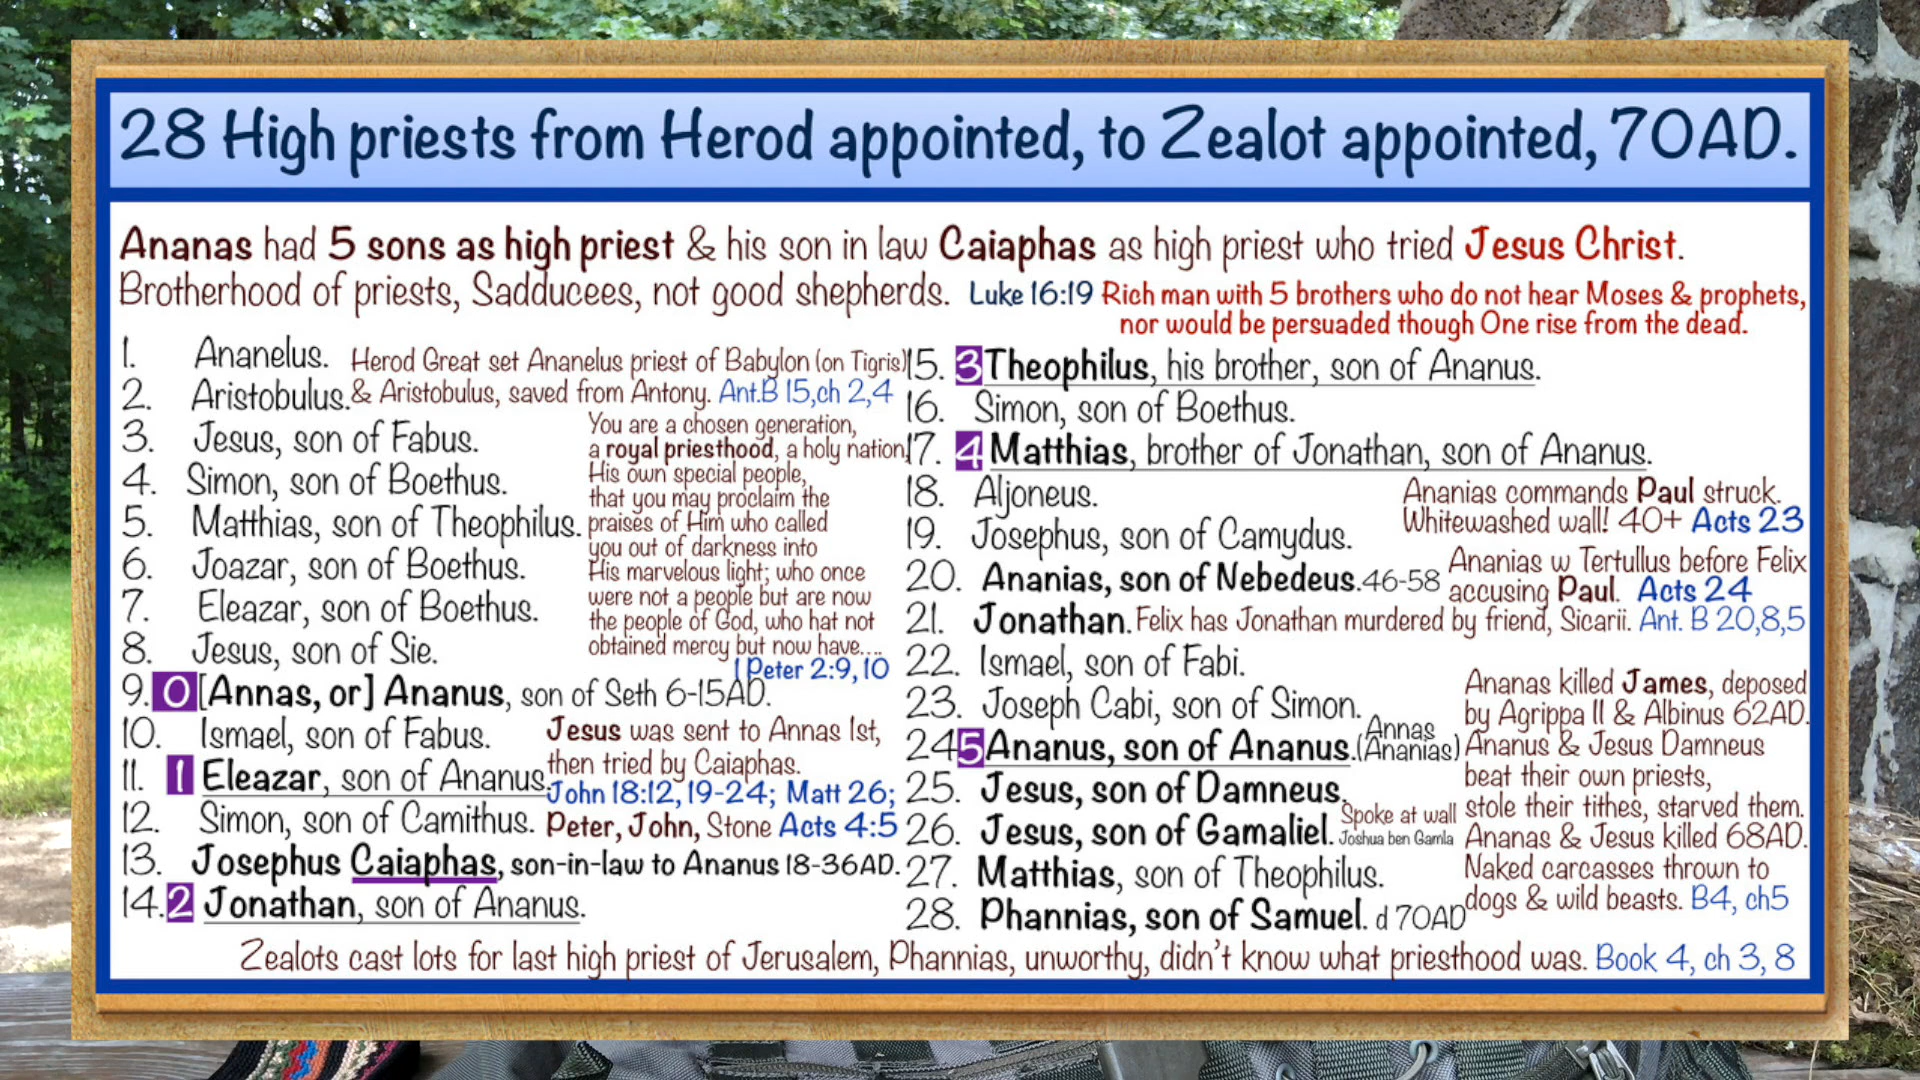 28 High priests from Herod appointed, to Zealot appointed, 70AD.
Ananas had 5 sons as high priest & his son in law Caiaphas as high priest who tried Jesus Christ.
Brotherhood of priests, Sadducees, not good shepherds. Luke 16:19 Rich man with 5 brothers who do not hear Moses & prophets,
nor would be persuaded though One rise from the dead.
1. Ananelus. Herod Great set Ananelus priest of Babylon (on Tigris)
2. Aristobulus. & Aristobulus, saved from Antony. Ant.B 15,ch 2,4
3. Jesus, son of Fabus.
4. Simon, son of Boethus.
5. Matthias, son of Theophilus.
6. Joazar, son of Boethus.
7. Eleazar, son of Boethus.
8. Jesus, son of Sie.
You are a chosen generation,
a royal priesthood, a holy nation,
His own special people,
that you may proclaim the
praises of Him who called
you out of darkness into
His marvelous light; who once
were not a people but are now
the people of God, who hat not
obtained mercy but now have....
1 Peter 2:9,10
9. 0 [Annas, or] Ananus, son of Seth 6-15AD.
10. Ismael, son of Fabus.
11. 1 Eleazar, son of Ananus.
12. Simon, son of Camithus.
Jesus was sent to Annas 1st,
then tried by Caiaphas.
John 18:12,19-24; Matt 26;
Peter, John, Stone Acts 4:5
13. Josephus Caiaphas, son-in-law to Ananus 18-36AD.
14. 2 Jonathan, son of Ananus.
15. 3 Theophilus, his brother, son of Ananus.
16. Simon, son of Boethus.
17. 4 Matthias, brother of Jonathan, son of Ananus.
18. Aljoneus.
19. Josephus, son of Camydus.
Ananias commands Paul struck.
Whitewashed wall! 40+ Acts 23
20. Ananias, son of Nebedeus. 46-58
Ananias w Tertullus before Felix
accusing Paul. Acts 24
21. Jonathan. Felix has Jonathan murdered by friend, Sicarii. Ant. B 20,8,5
22. Ismael, son of Fabi.
23. Joseph Cabi, son of Simon.
24 5 Ananus, son of Ananus. (Ananias)
Annas
25. Jesus, son of Damneus.
26. Jesus, son of Gamaliel.
Spoke at wall
Joshua ben Gamla
27. Matthias, son of Theophilus.
28. Phannias, son of Samuel. d 70AD
Ananas killed James, deposed
by Agrippa II & Albinus 62AD.
Ananus & Jesus Damneus
beat their own priests,
stole their tithes, starved them.
Ananas & Jesus killed 68AD.
Naked carcasses thrown to
dogs & wild beasts. B4, ch5
Zealots cast lots for last high priest of Jerusalem, Phannias, unworthy, didn't know what priesthood was. Book 4, ch 3, 8